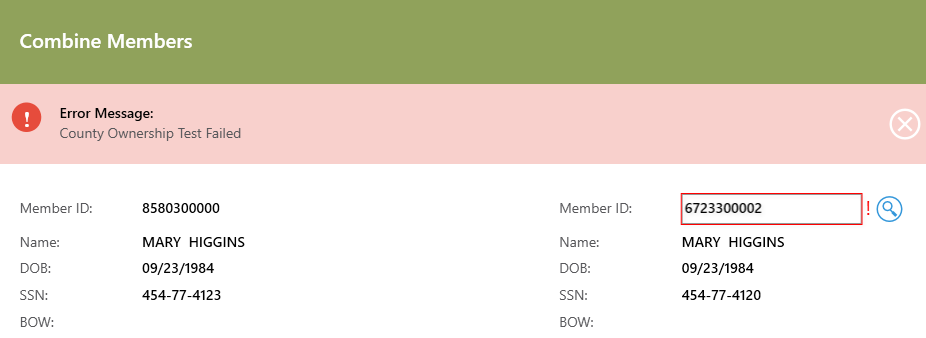 Combine Members
Error Message:
County Ownership Test Failed
Member ID: 8580300000 Member ID: 6723300002 !
Name: MARY HIGGINS Name: MARY HIGGINS
DOB: 09/23/1984 DOB: 09/23/1984
SSN: 454-77-4123 SSN: 454-77-4120
BOW: BOW: